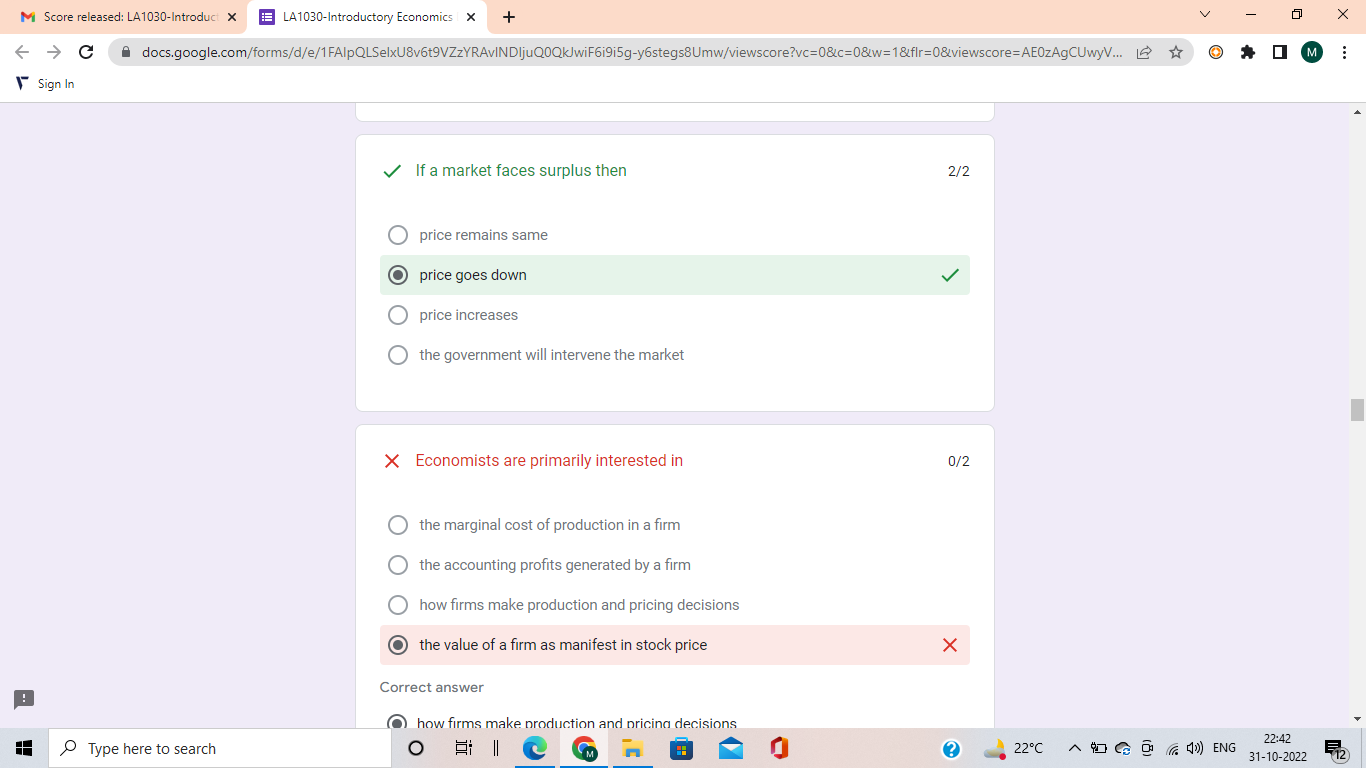 Score released: LA1030-Introduct
LA1030-Introductory Economics
docs.google.com/forms/d/e/1FAIpQLSelxU8v6t9VZzYRAvlNDIjuQ0QkJwiF6i9i5g-y6stegs8Umw/viewscore?vc=0&c=0&w=1&flr=0&viewscore=AE0zAgCUwyV...
M
Sign In
If a market faces surplus then
2/2
price remains same
price goes down
price increases
the government will intervene the market
Economists are primarily interested in
0/2
the marginal cost of production in a firm
the accounting profits generated by a firm
how firms make production and pricing decisions
the value of a firm as manifest in stock price
Correct answer
how firms make production and pricing decisions
Type here to search
M
22°C
ENG
22:42
31-10-2022
12